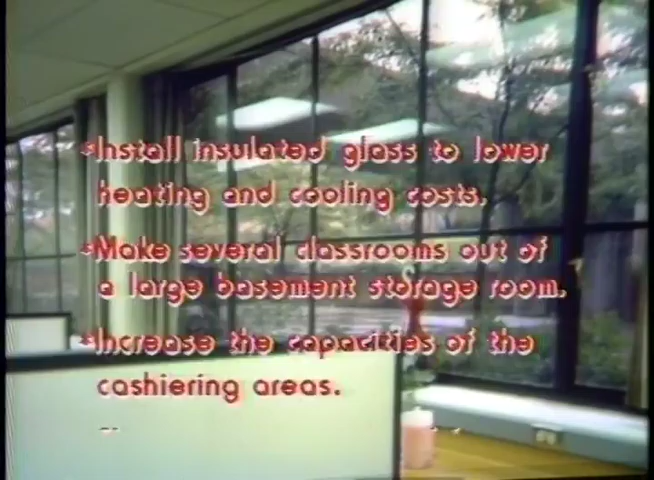 *Install insulated glass to lower
heating and cooling costs.
*Make several classrooms out of
a large basement storage room.
*Increase the capacities of the
cashiering areas.